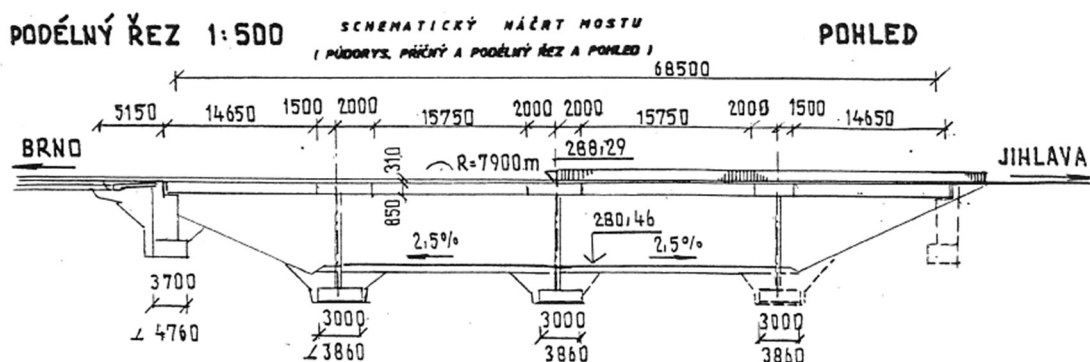 PODÉLNÝ ŘEZ 1:500
SCHEMATICKÝ NÁČRT MOSTU
( PŮDORYS, PŘÍČNÝ A PODÉLNÝ ŘEZ A POHLED )
POHLED
68500
5150 14650 1500 2000 15750 2000 2000 15750 2000 1500 14650
BRNO
310
R=7900m
288,29
JIHLAVA
850
280,46
2,5%
2,5%
3700
⊥ 4760
3000
⊥3860
3000
3860
3000
3860